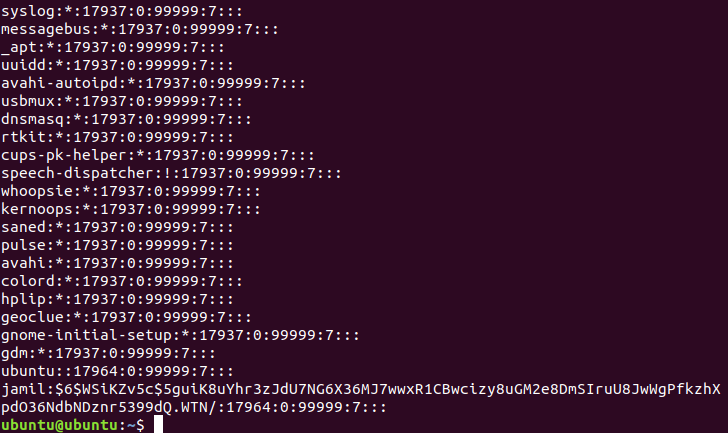 syslog:*:17937:0:99999:7:::
messagebus:*:17937:0:99999:7:::
_apt:*:17937:0:99999:7:::
uuidd:*:17937:0:99999:7:::
avahi-autoipd:*:17937:0:99999:7:::
usbmux:*:17937:0:99999:7:::
dnsmasq:*:17937:0:99999:7:::
rtkit:*:17937:0:99999:7:::
cups-pk-helper:*:17937:0:99999:7:::
speech-dispatcher:!:17937:0:99999:7:::
whoopsie:*:17937:0:99999:7:::
kernoops:*:17937:0:99999:7:::
saned:*:17937:0:99999:7:::
pulse:*:17937:0:99999:7:::
avahi:*:17937:0:99999:7:::
colord:*:17937:0:99999:7:::
hplip:*:17937:0:99999:7:::
geoclue:*:17937:0:99999:7:::
gnome-initial-setup:*:17937:0:99999:7:::
gdm:*:17937:0:99999:7:::
ubuntu::17964:0:99999:7:::
jamil:$6$WSiKZv5c$5guiK8uYhr3zJdU7NG6X36MJ7wwxR1CBwcizy8uGM2e8DmSIruU8JwWgPfkzhX
pdO36NdbNDznr5399dQ.WTN/:17964:0:99999:7:::
ubuntu@ubuntu:~$